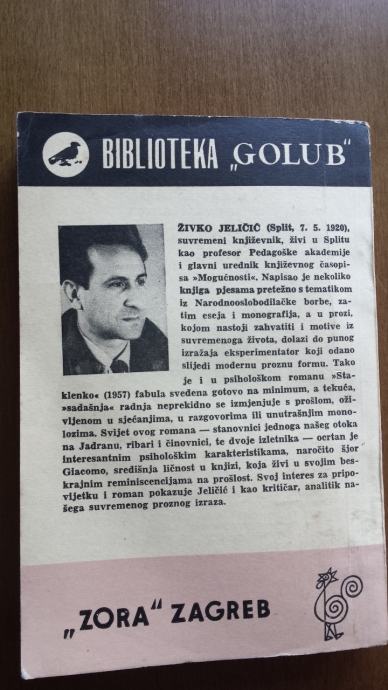 BIBLIOTEKA „GOLUB"
ŽIVKO JELIČIĆ (Split, 7. 5. 1920),
suvremeni književnik, živi u Splitu
kao profesor Pedagoške akademije
i glavni urednik književnog časopi-
sa »Mogućnosti«. Napisao je nekoliko
knjiga pjesama pretežno s tematikom
iz Narodnooslobodilačke borbe, za-
tim eseja i monografija, a u prozi,
kojom nastoji zahvatiti i motive iz
suvremenoga života, dolazi do punog
izražaja eksperimentator koji odano
slijedi modernu proznu formu. Tako
je i u psihološkom romanu »Sta-
klenko« (1957) fabula svedena gotovo na minimum, a tekuća,
»sadašnja« radnja neprekidno se izmjenjuje s prošlom, oži-
vljenom u sjećanjima, u razgovorima ili unutrašnjim mono-
lozima. Svijet ovog romana — stanovnici jednoga našeg otoka
na Jadranu, ribari i činovnici, te dvoje izletnika — ocrtan je
interesantnim psihološkim karakteristikama, naročito šjor
Giacomo, središnja ličnost u knjizi, koja živi u svojim bes-
krajnim reminiscencijama na prošlost. Svoj interes za pripo-
vijetku i roman pokazuje Jeličić i kao kritičar, analitik na-
šega suvremenog proznog izraza.
„ZORA" ZAGREB